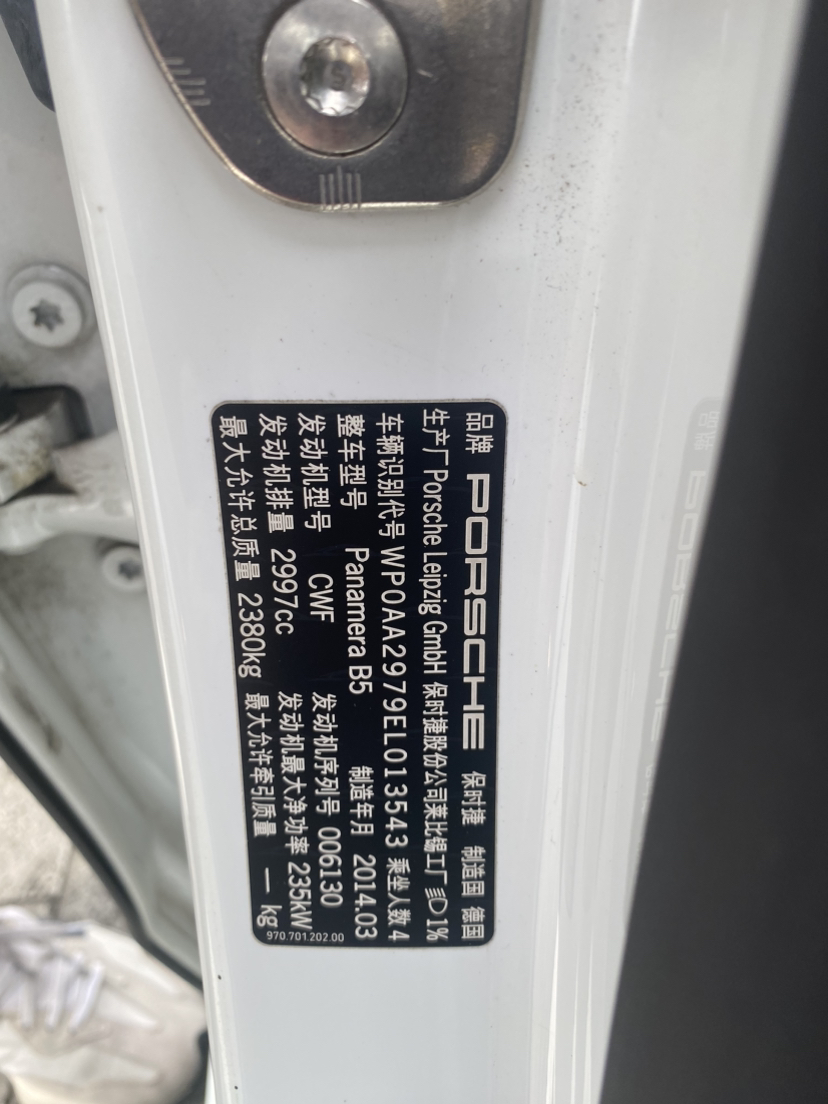 品牌 PORSCHE 保时捷 制造国 德国
生产厂 Porsche Leipzig GmbH 保时捷股份公司莱比锡工厂 1%
车辆识别代号 WP0AA2979EL013543 乘坐人数 4
整车型号 Panamera B5 制造年月 2014.03
发动机型号 CWF 发动机序列号 006130
发动机排量 2997cc 发动机最大净功率 235kW
最大允许总质量 2380kg 最大允许牵引质量 — kg
970.701.202.00